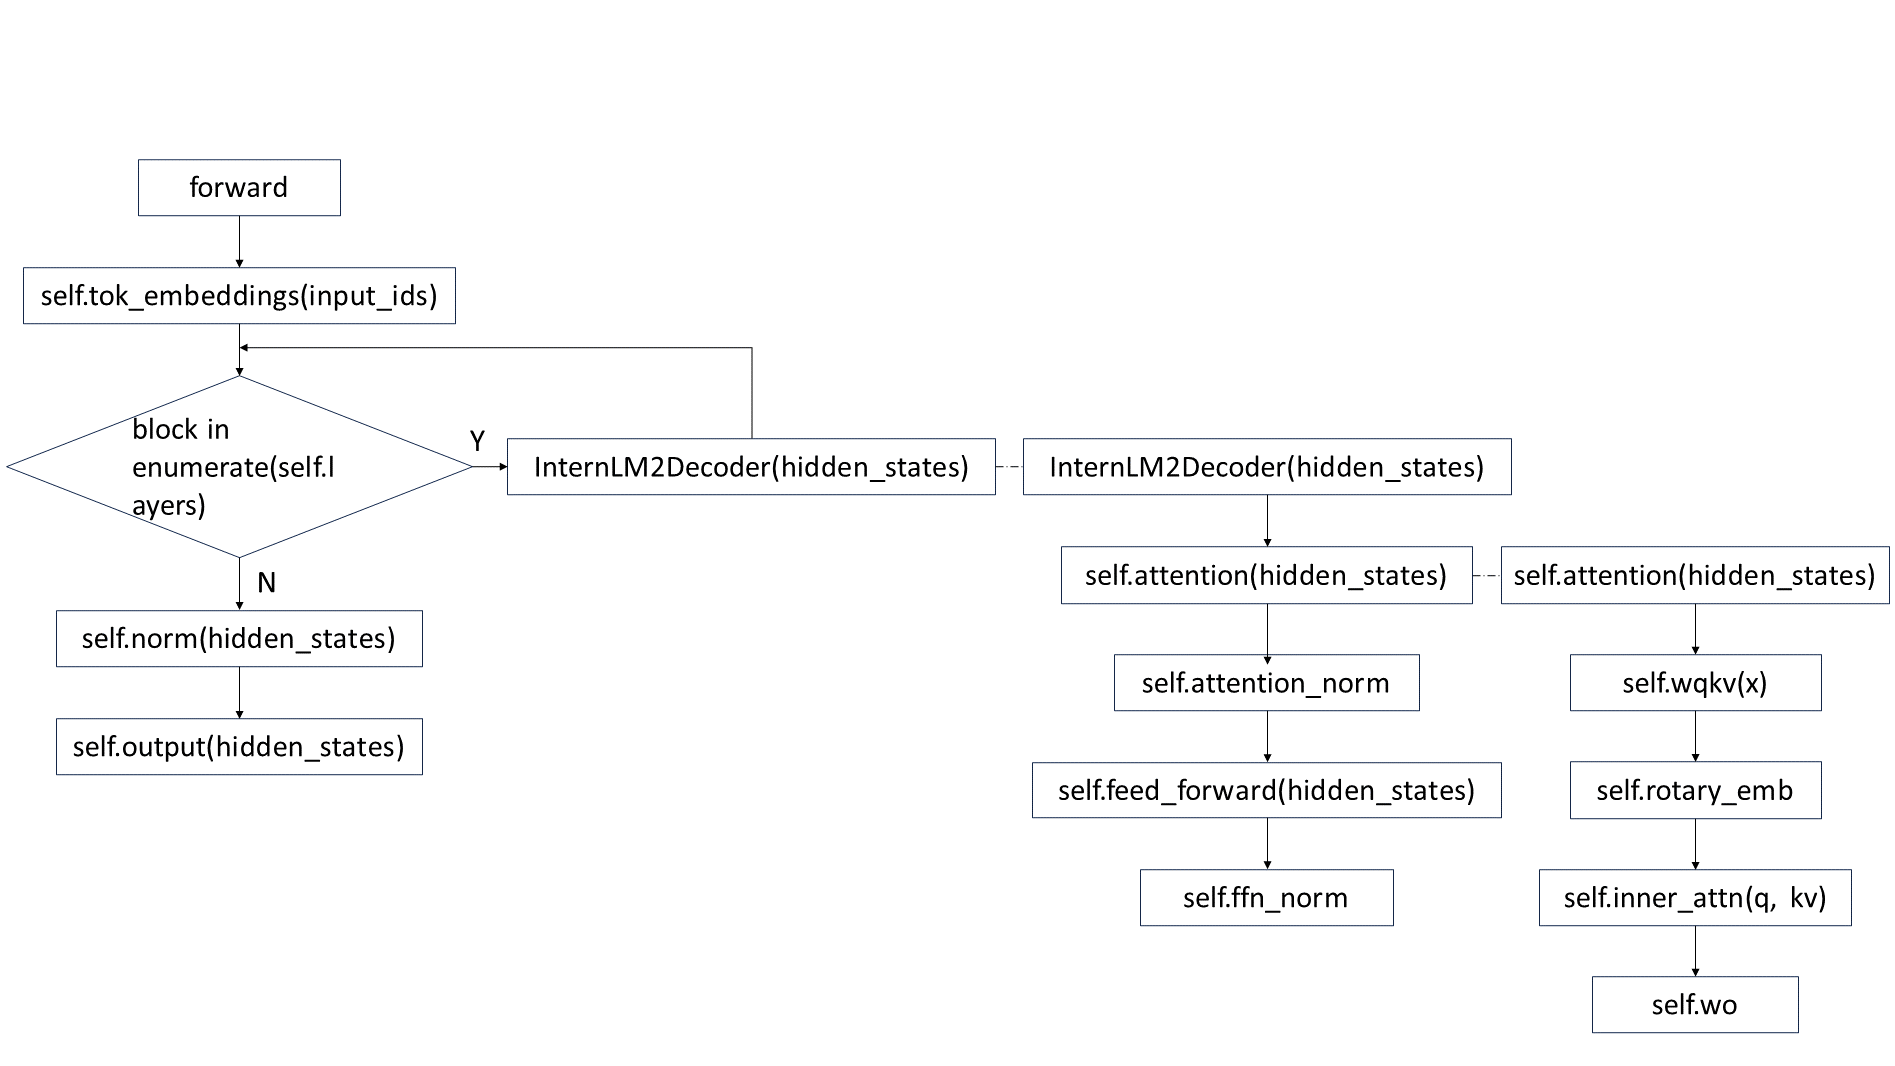 forward
self.tok_embeddings(input_ids)
block in
enumerate(self.l
ayers)
Y
N
self.norm(hidden_states)
self.output(hidden_states)
InternLM2Decoder(hidden_states)
InternLM2Decoder(hidden_states)
self.attention(hidden_states)
self.attention_norm
self.feed_forward(hidden_states)
self.ffn_norm
self.attention(hidden_states)
self.wqkv(x)
self.rotary_emb
self.inner_attn(q, kv)
self.wo